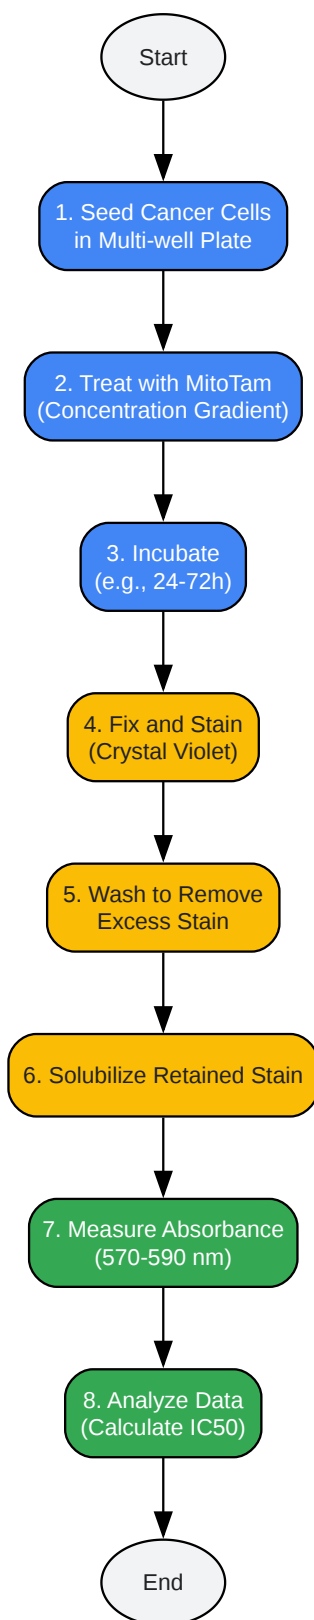 Start
1. Seed Cancer Cells
in Multi-well Plate
2. Treat with MitoTam
(Concentration Gradient)
3. Incubate
(e.g., 24-72h)
4. Fix and Stain
(Crystal Violet)
5. Wash to Remove
Excess Stain
6. Solubilize Retained Stain
7. Measure Absorbance
(570-590 nm)
8. Analyze Data
(Calculate IC50)
End